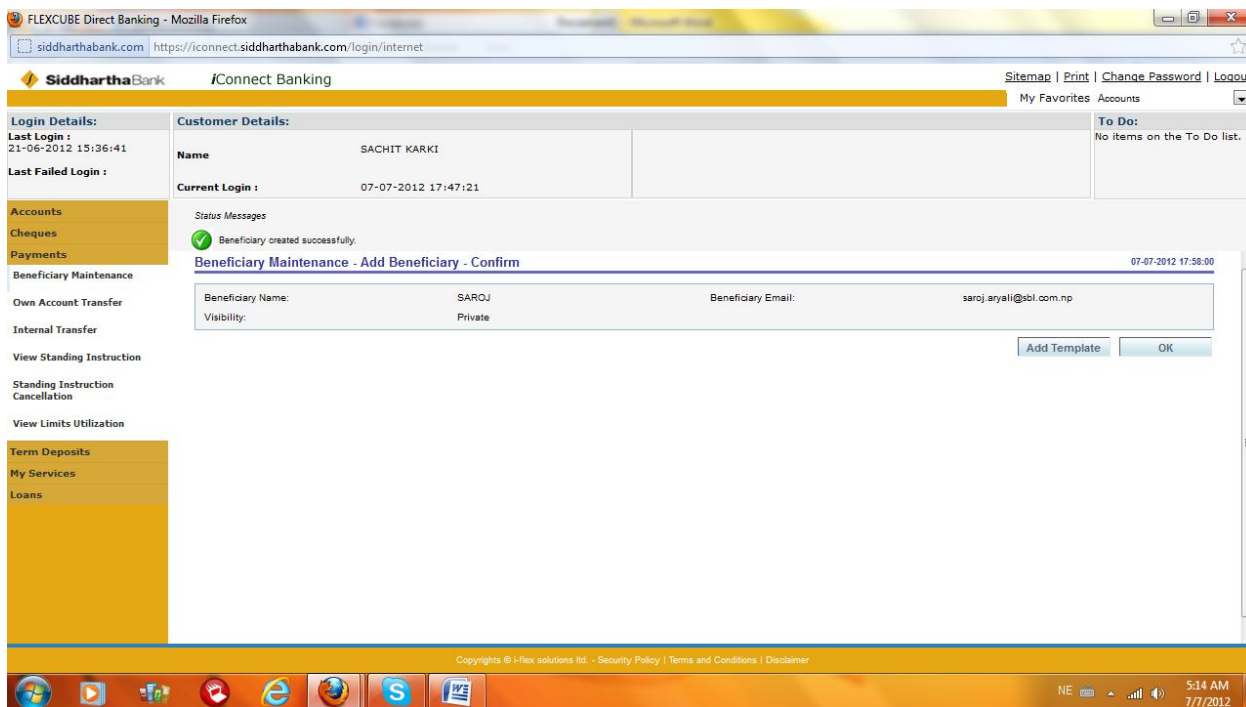 FLEXCUBE Direct Banking - Mozilla Firefox
siddharthabank.com https://iconnect.siddharthabank.com/login/internet
SiddharthaBank iConnect Banking Sitemap | Print | Change Password | Logou
My Favorites Accounts
Login Details: Customer Details: To Do:
Last Login :
21-06-2012 15:36:41
Last Failed Login :
Name SACHIT KARKI
Current Login : 07-07-2012 17:47:21
No items on the To Do list.
Accounts
Cheques
Payments
Beneficiary Maintenance
Own Account Transfer
Internal Transfer
View Standing Instruction
Standing Instruction
Cancellation
View Limits Utilization
Term Deposits
My Services
Loans
Status Messages
Beneficiary created successfully.
Beneficiary Maintenance - Add Beneficiary - Confirm 07-07-2012 17:58:00
Beneficiary Name: SAROJ Beneficiary Email: saroj.aryali@sbl.com.np
Visibility: Private
Add Template OK
Copyrights © i-flex solutions ltd. - Security Policy | Terms and Conditions | Disclaimer
NE 5:14 AM
7/7/2012